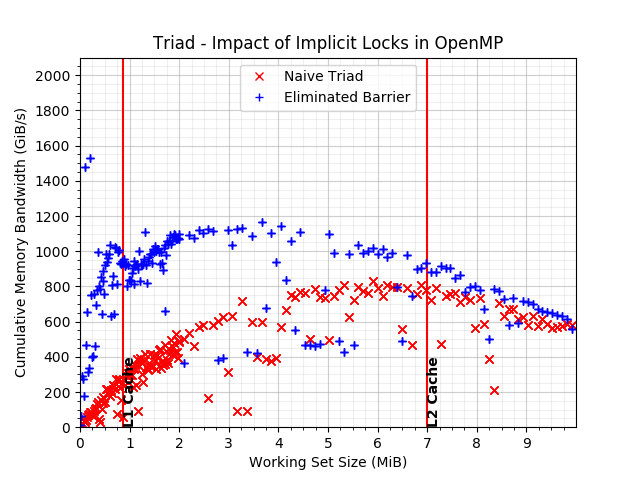 Triad - Impact of Implicit Locks in OpenMP
Naive Triad
Eliminated Barrier
Cumulative Memory Bandwidth (GiB/s)
2000
1800
1600
1400
1200
1000
800
600
400
200
0
L1 Cache
L2 Cache
0 1 2 3 4 5 6 7 8 9
Working Set Size (MiB)